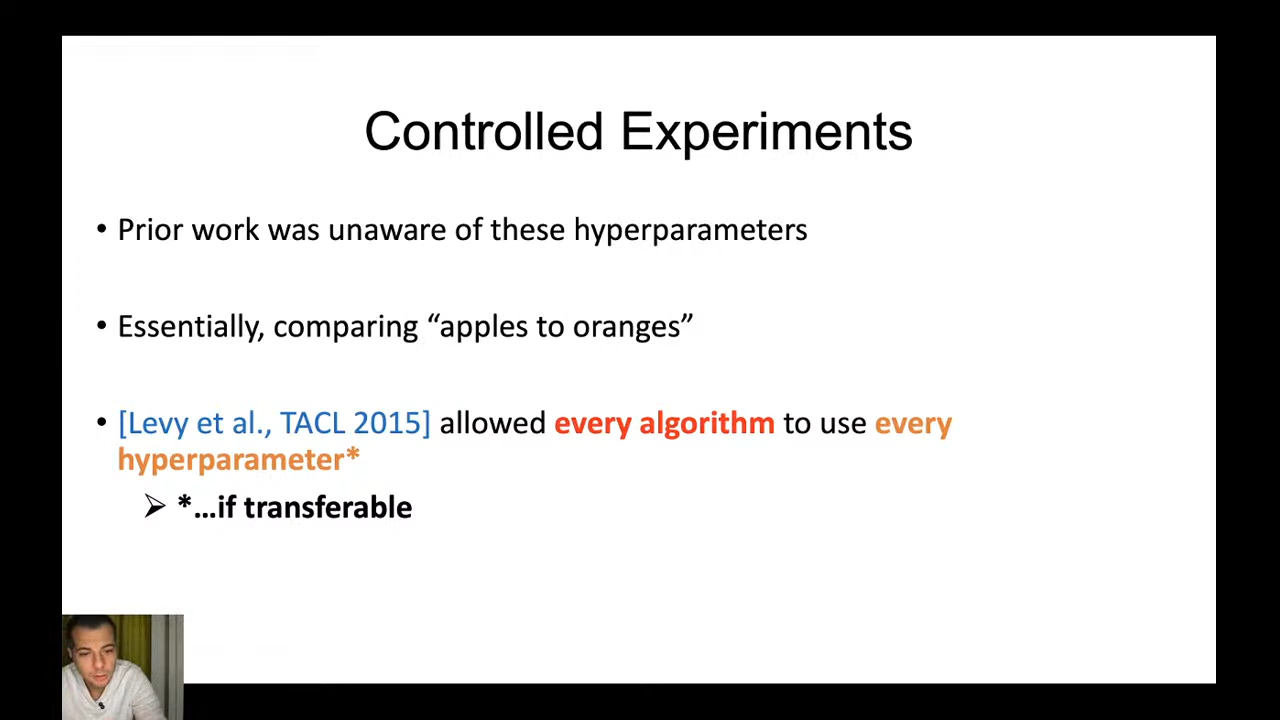 Controlled Experiments
• Prior work was unaware of these hyperparameters
• Essentially, comparing “apples to oranges”
• [Levy et al., TACL 2015] allowed every algorithm to use every
hyperparameter*
➢ *…if transferable